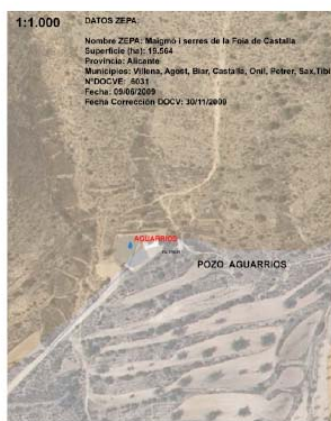 1:1.000
DATOS ZEPA:
Nombre ZEPA: Maigmó i serres de la Foia de Castalla
Superficie (ha): 15.564
Provincia: Alicante
Municipios: Villena, Agost, Biar, Castalla, Onil, Petrer, Sax,Tibi
NºDOCVE: 6031
Fecha: 09/06/2009
Fecha Corrección DOCV: 30/11/2009
AGUARRIOS
POZO AGUARRIOS